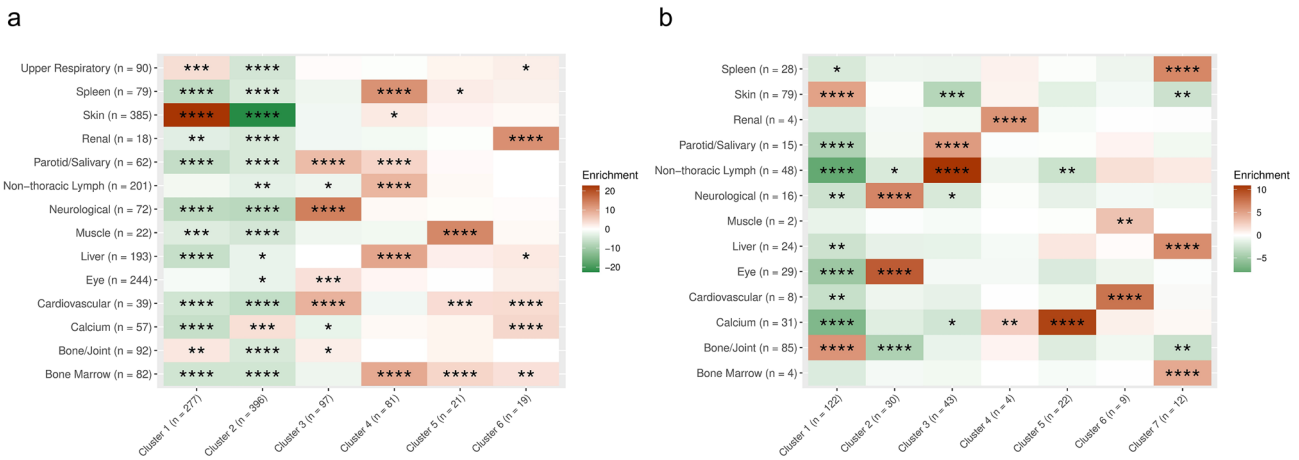 a
Upper Respiratory (n = 90) *** **** *
Spleen (n = 79) **** **** **** *
Skin (n = 385) **** **** *
Renal (n = 18) ** **** ****
Parotid/Salivary (n = 62) **** **** **** ****
Non−thoracic Lymph (n = 201) ** * ****
Neurological (n = 72) **** **** ****
Muscle (n = 22) *** **** ****
Liver (n = 193) **** * **** *
Eye (n = 244) * ***
Cardiovascular (n = 39) **** **** **** *** ****
Calcium (n = 57) **** *** * ****
Bone/Joint (n = 92) ** **** *
Bone Marrow (n = 82) **** **** **** **** **
Cluster 1 (n = 277)
Cluster 2 (n = 396)
Cluster 3 (n = 97)
Cluster 4 (n = 81)
Cluster 5 (n = 21)
Cluster 6 (n = 19)
Enrichment
20
10
0
−10
−20
b
Spleen (n = 28) * ****
Skin (n = 79) **** *** **
Renal (n = 4) ****
Parotid/Salivary (n = 15) **** ****
Non−thoracic Lymph (n = 48) **** * **** **
Neurological (n = 16) ** **** *
Muscle (n = 2) **
Liver (n = 24) ** ****
Eye (n = 29) **** ****
Cardiovascular (n = 8) ** ****
Calcium (n = 31) **** * ** ****
Bone/Joint (n = 85) **** **** **
Bone Marrow (n = 4) ****
Cluster 1 (n = 122)
Cluster 2 (n = 30)
Cluster 3 (n = 43)
Cluster 4 (n = 4)
Cluster 5 (n = 22)
Cluster 6 (n = 9)
Cluster 7 (n = 12)
Enrichment
10
5
0
−5